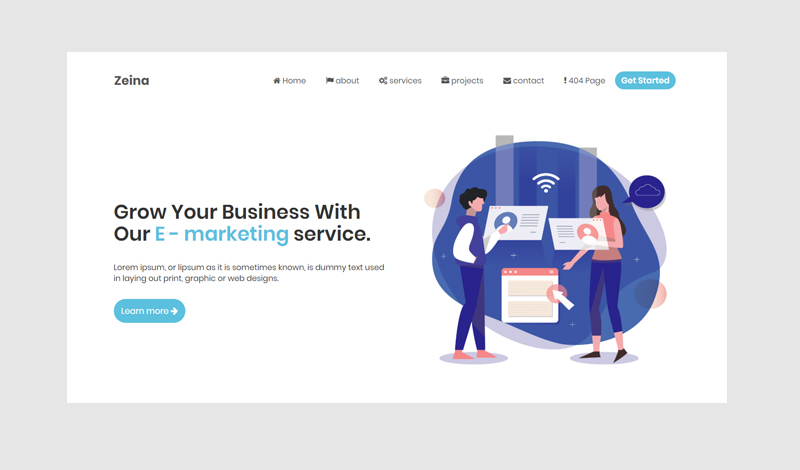 Zeina
Home about services projects contact 404 Page Get Started
Grow Your Business With
Our E - marketing service.
Lorem ipsum, or lipsum as it is sometimes known, is dummy text used
in laying out print, graphic or web designs.
Learn more